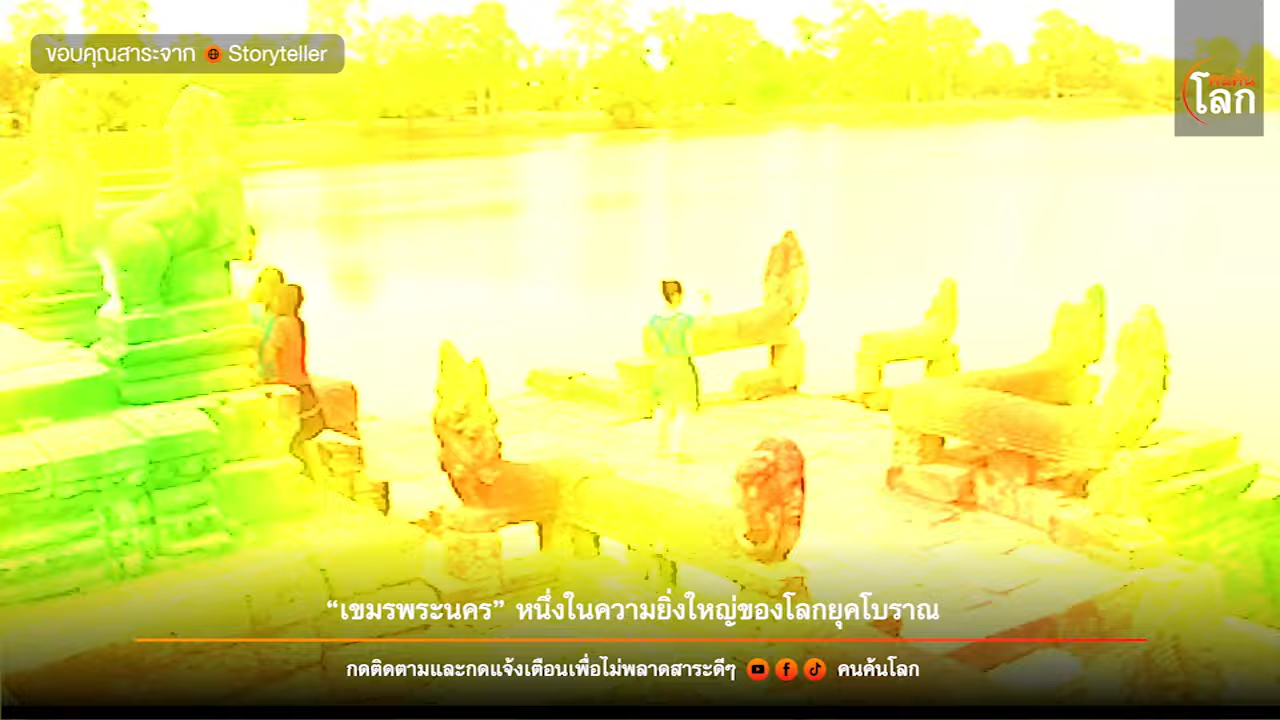 ขอบคุณสาระจาก Storyteller
คนค้น
โลก
“เขมรพระนคร” หนึ่งในความยิ่งใหญ่ของโลกยุคโบราณ
กดติดตามและกดแจ้งเตือนเพื่อไม่พลาดสาระดีๆ คนค้นโลก